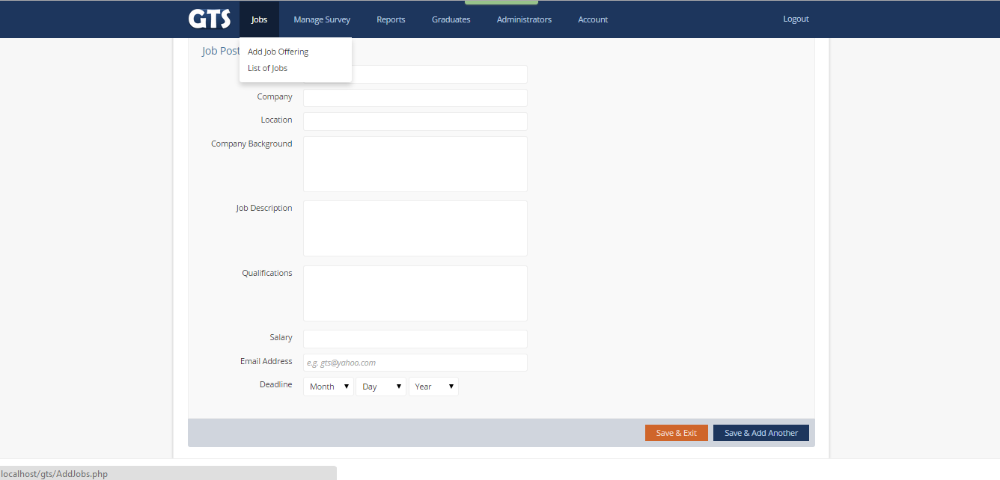 GTS Jobs Manage Survey Reports Graduates Administrators Account Logout
Job Post
Add Job Offering
List of Jobs
Company
Location
Company Background
Job Description
Qualifications
Salary
Email Address e.g. gts@yahoo.com
Deadline Month Day Year
Save & Exit Save & Add Another
localhost/gts/AddJobs.php